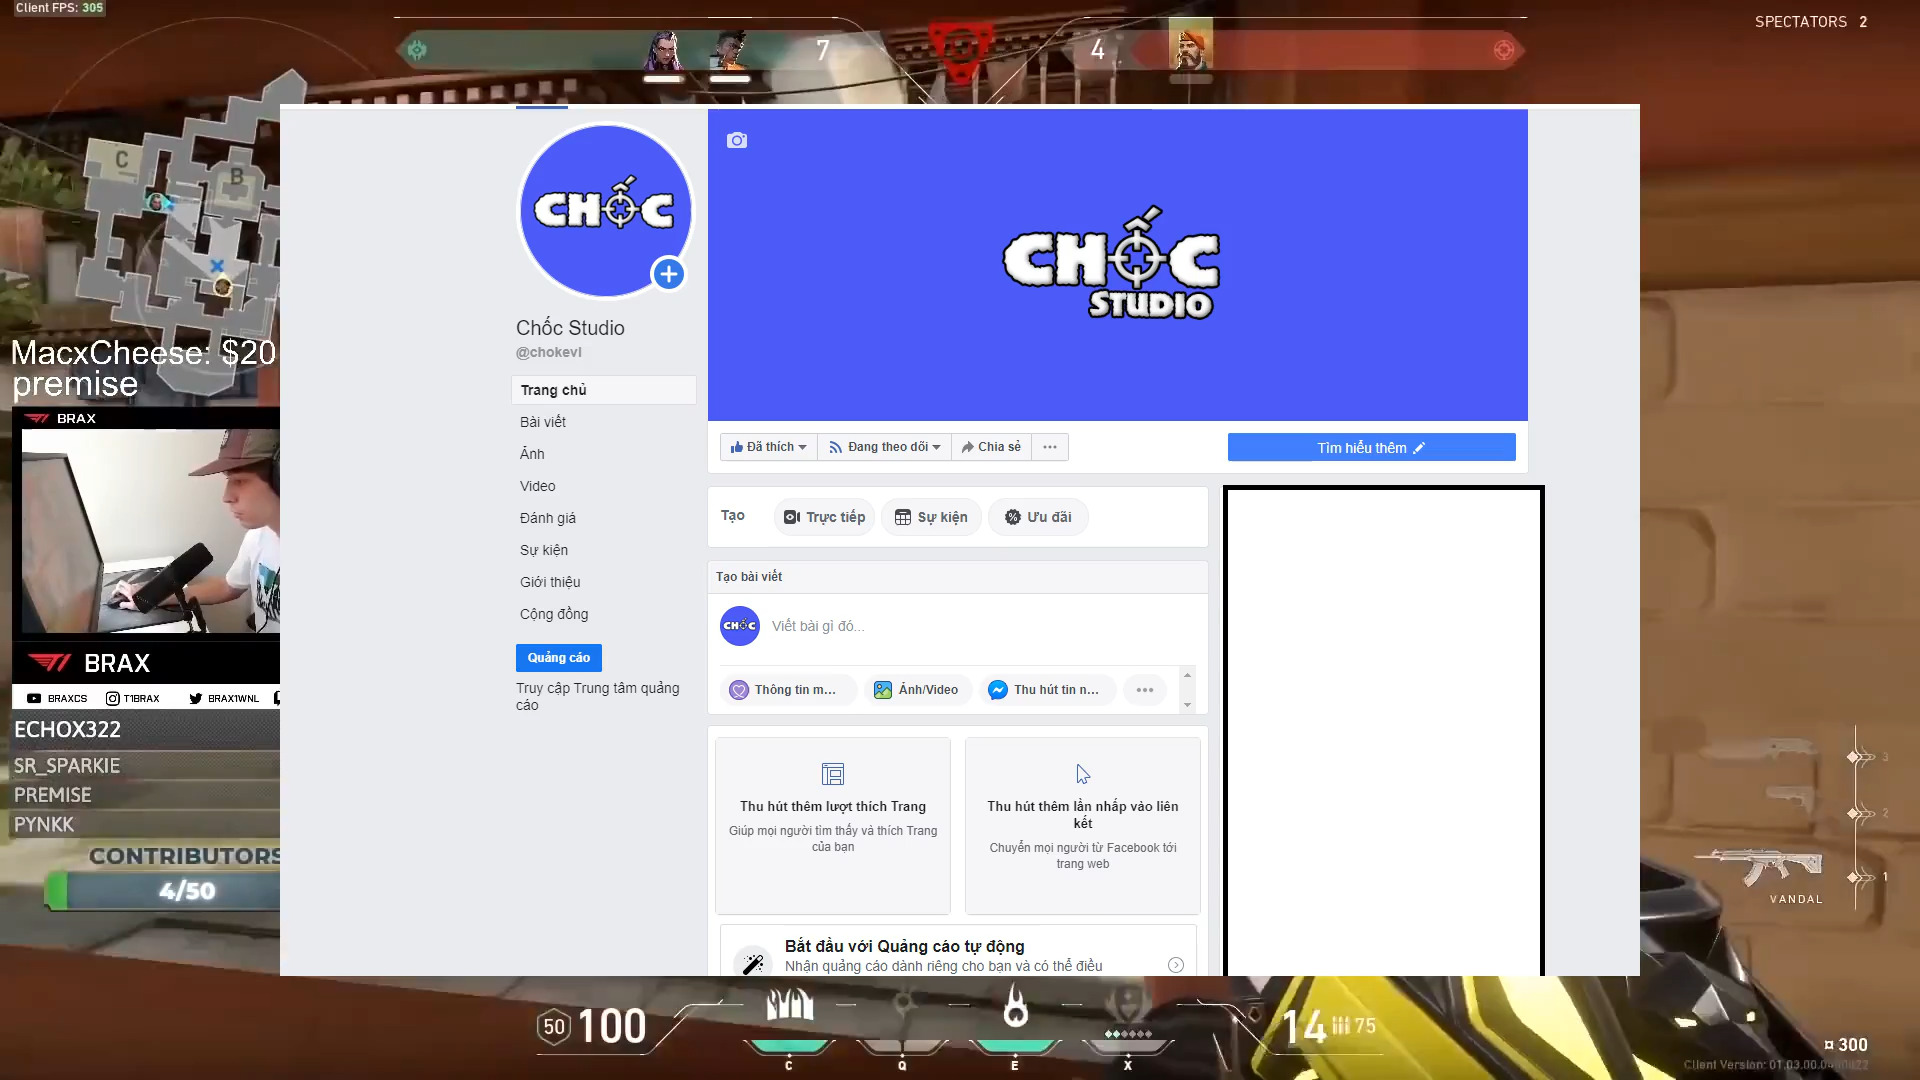 Client FPS: 305
SPECTATORS 2
7
4
C
B
MacxCheese: $20
premise
BRAX
BRAX
BRAXCS
T1BRAX
BRAX1WNL
ECHOX322
SR_SPARKIE
PREMISE
PYNKK
CONTRIBUTORS
4/50
CHỐC
Chốc Studio
@chokevl
Trang chủ
Bài viết
Ảnh
Video
Đánh giá
Sự kiện
Giới thiệu
Cộng đồng
Quảng cáo
Truy cập Trung tâm quảng
cáo
CHỐC
STUDIO
Đã thích
Đang theo dõi
Chia sẻ
Tìm hiểu thêm
Tạo
Trực tiếp
Sự kiện
Ưu đãi
Tạo bài viết
CHỐC
Viết bài gì đó...
Thông tin m...
Ảnh/Video
Thu hút tin n...
Thu hút thêm lượt thích Trang
Giúp mọi người tìm thấy và thích Trang
của bạn
Thu hút thêm lần nhấp vào liên
kết
Chuyển mọi người từ Facebook tới
trang web
Bắt đầu với Quảng cáo tự động
Nhận quảng cáo dành riêng cho bạn và có thể điều
3
2
1
VANDAL
50 100
C
Q
E
X
14 75
¤ 300